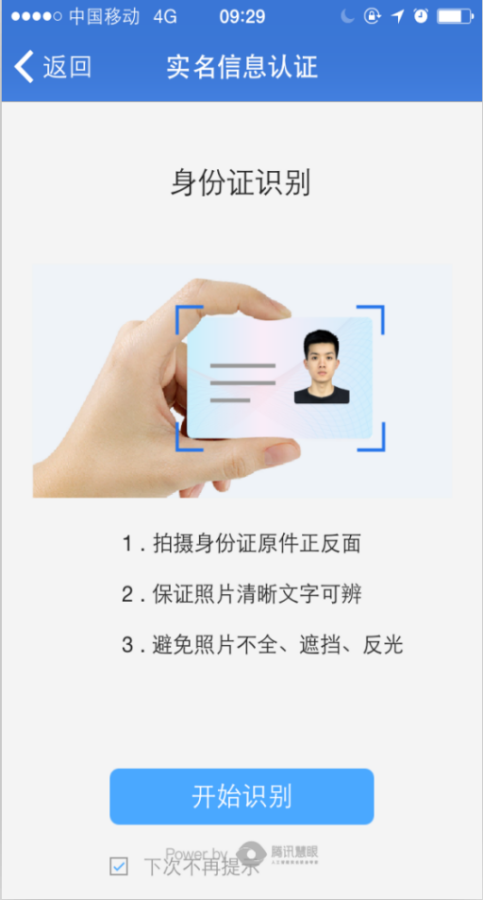 中国移动 4G 09:29
返回 实名信息认证
身份证识别
1 . 拍摄身份证原件正反面
2 . 保证照片清晰文字可辨
3 . 避免照片不全、遮挡、反光
开始识别
Power by 腾讯慧眼
下次不再提示